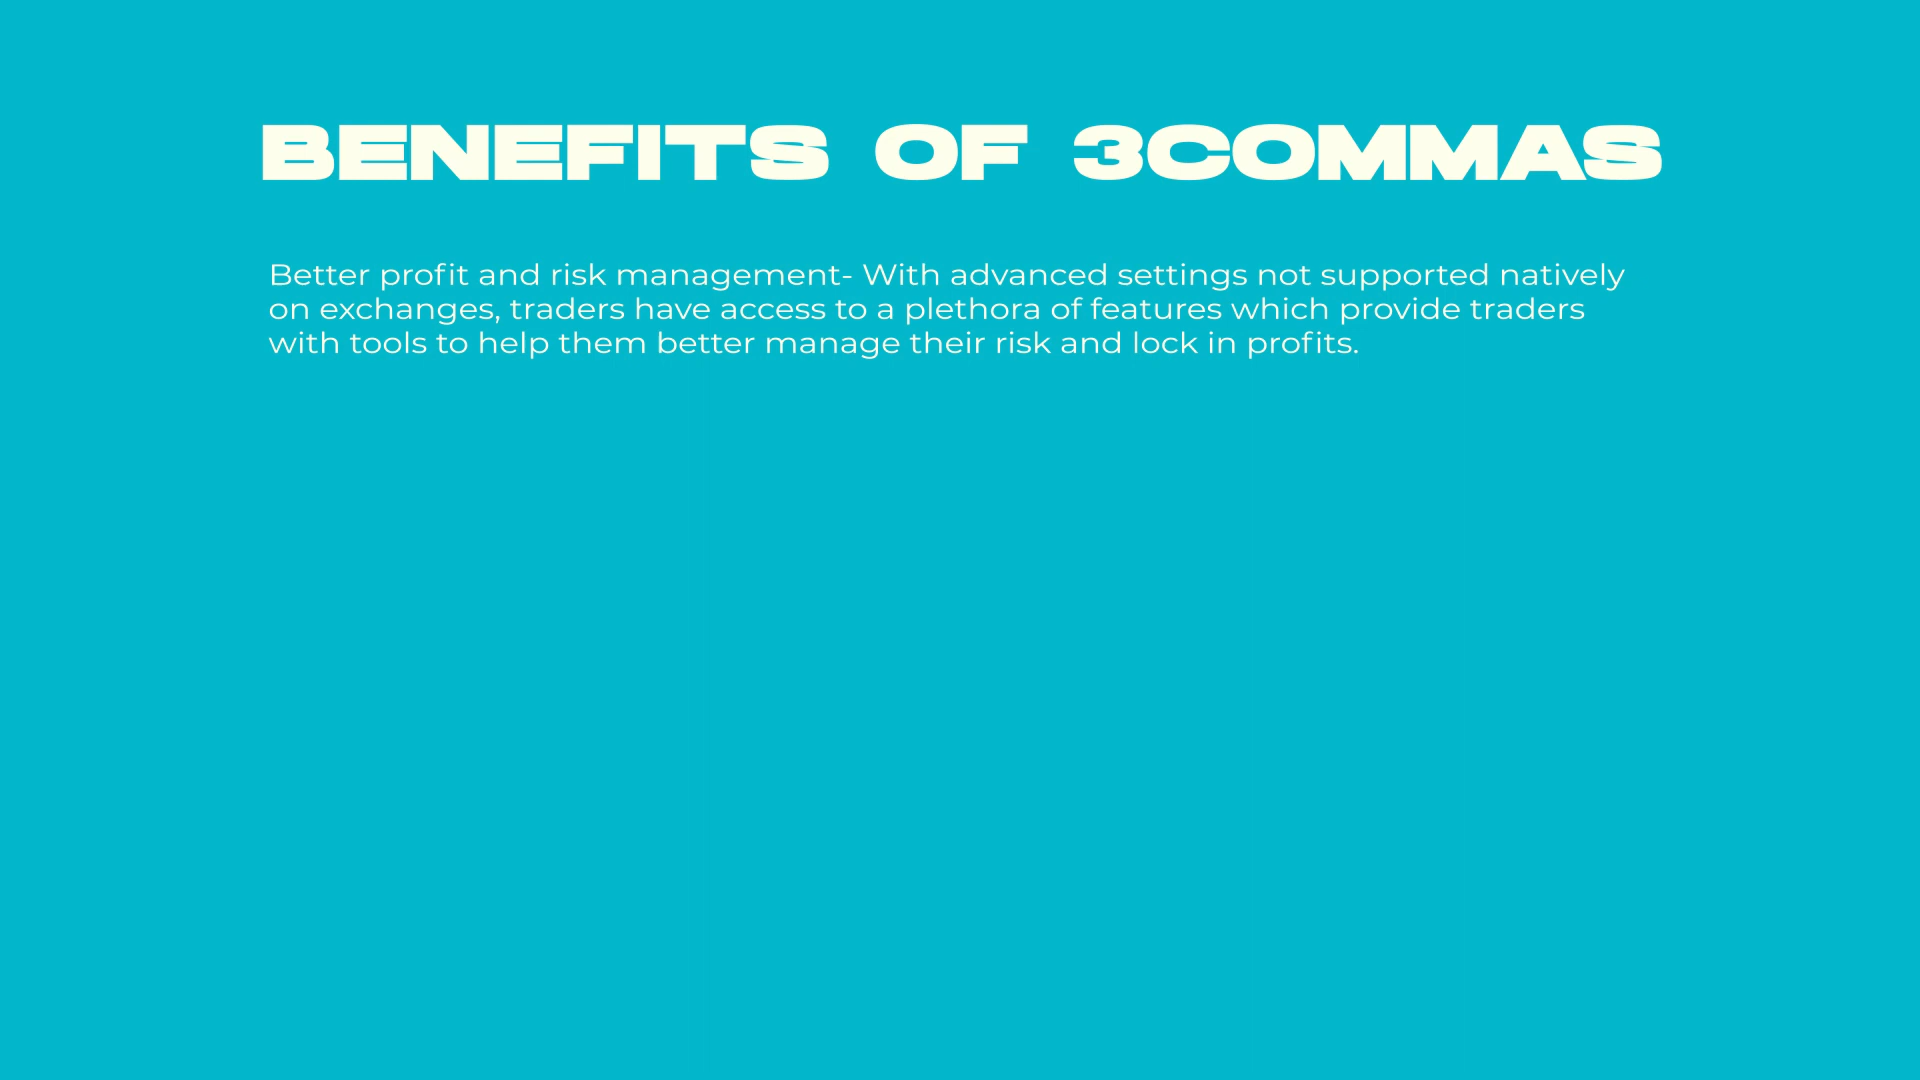 BENEFITS OF 3COMMAS
Better profit and risk management- With advanced settings not supported natively
on exchanges, traders have access to a plethora of features which provide traders
with tools to help them better manage their risk and lock in profits.